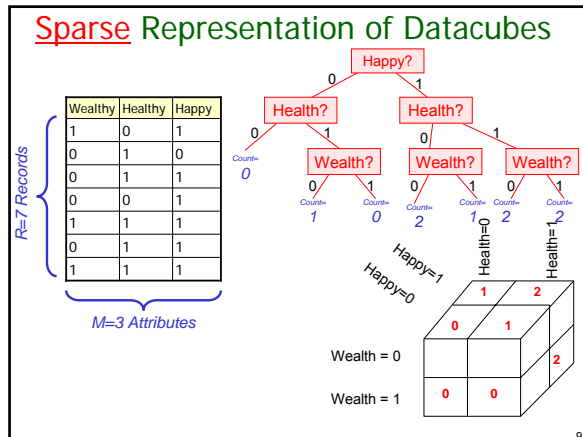 Sparse Representation of Datacubes
Wealthy Healthy Happy
1 0 1
0 1 0
0 1 1
0 0 1
1 1 1
0 1 1
1 1 1
R=7 Records
M=3 Attributes
Happy?
0 1
Health? Health?
0 1 0 1
Count=
0
Wealth? Wealth? Wealth?
0 1 0 1 0 1
Count= Count= Count= Count= Count= Count=
1 0 2 1 2 2
Happy=1
Happy=0
Health=0
Health=1
1 2
0 1
Wealth = 0
2
Wealth = 1
0 0
9